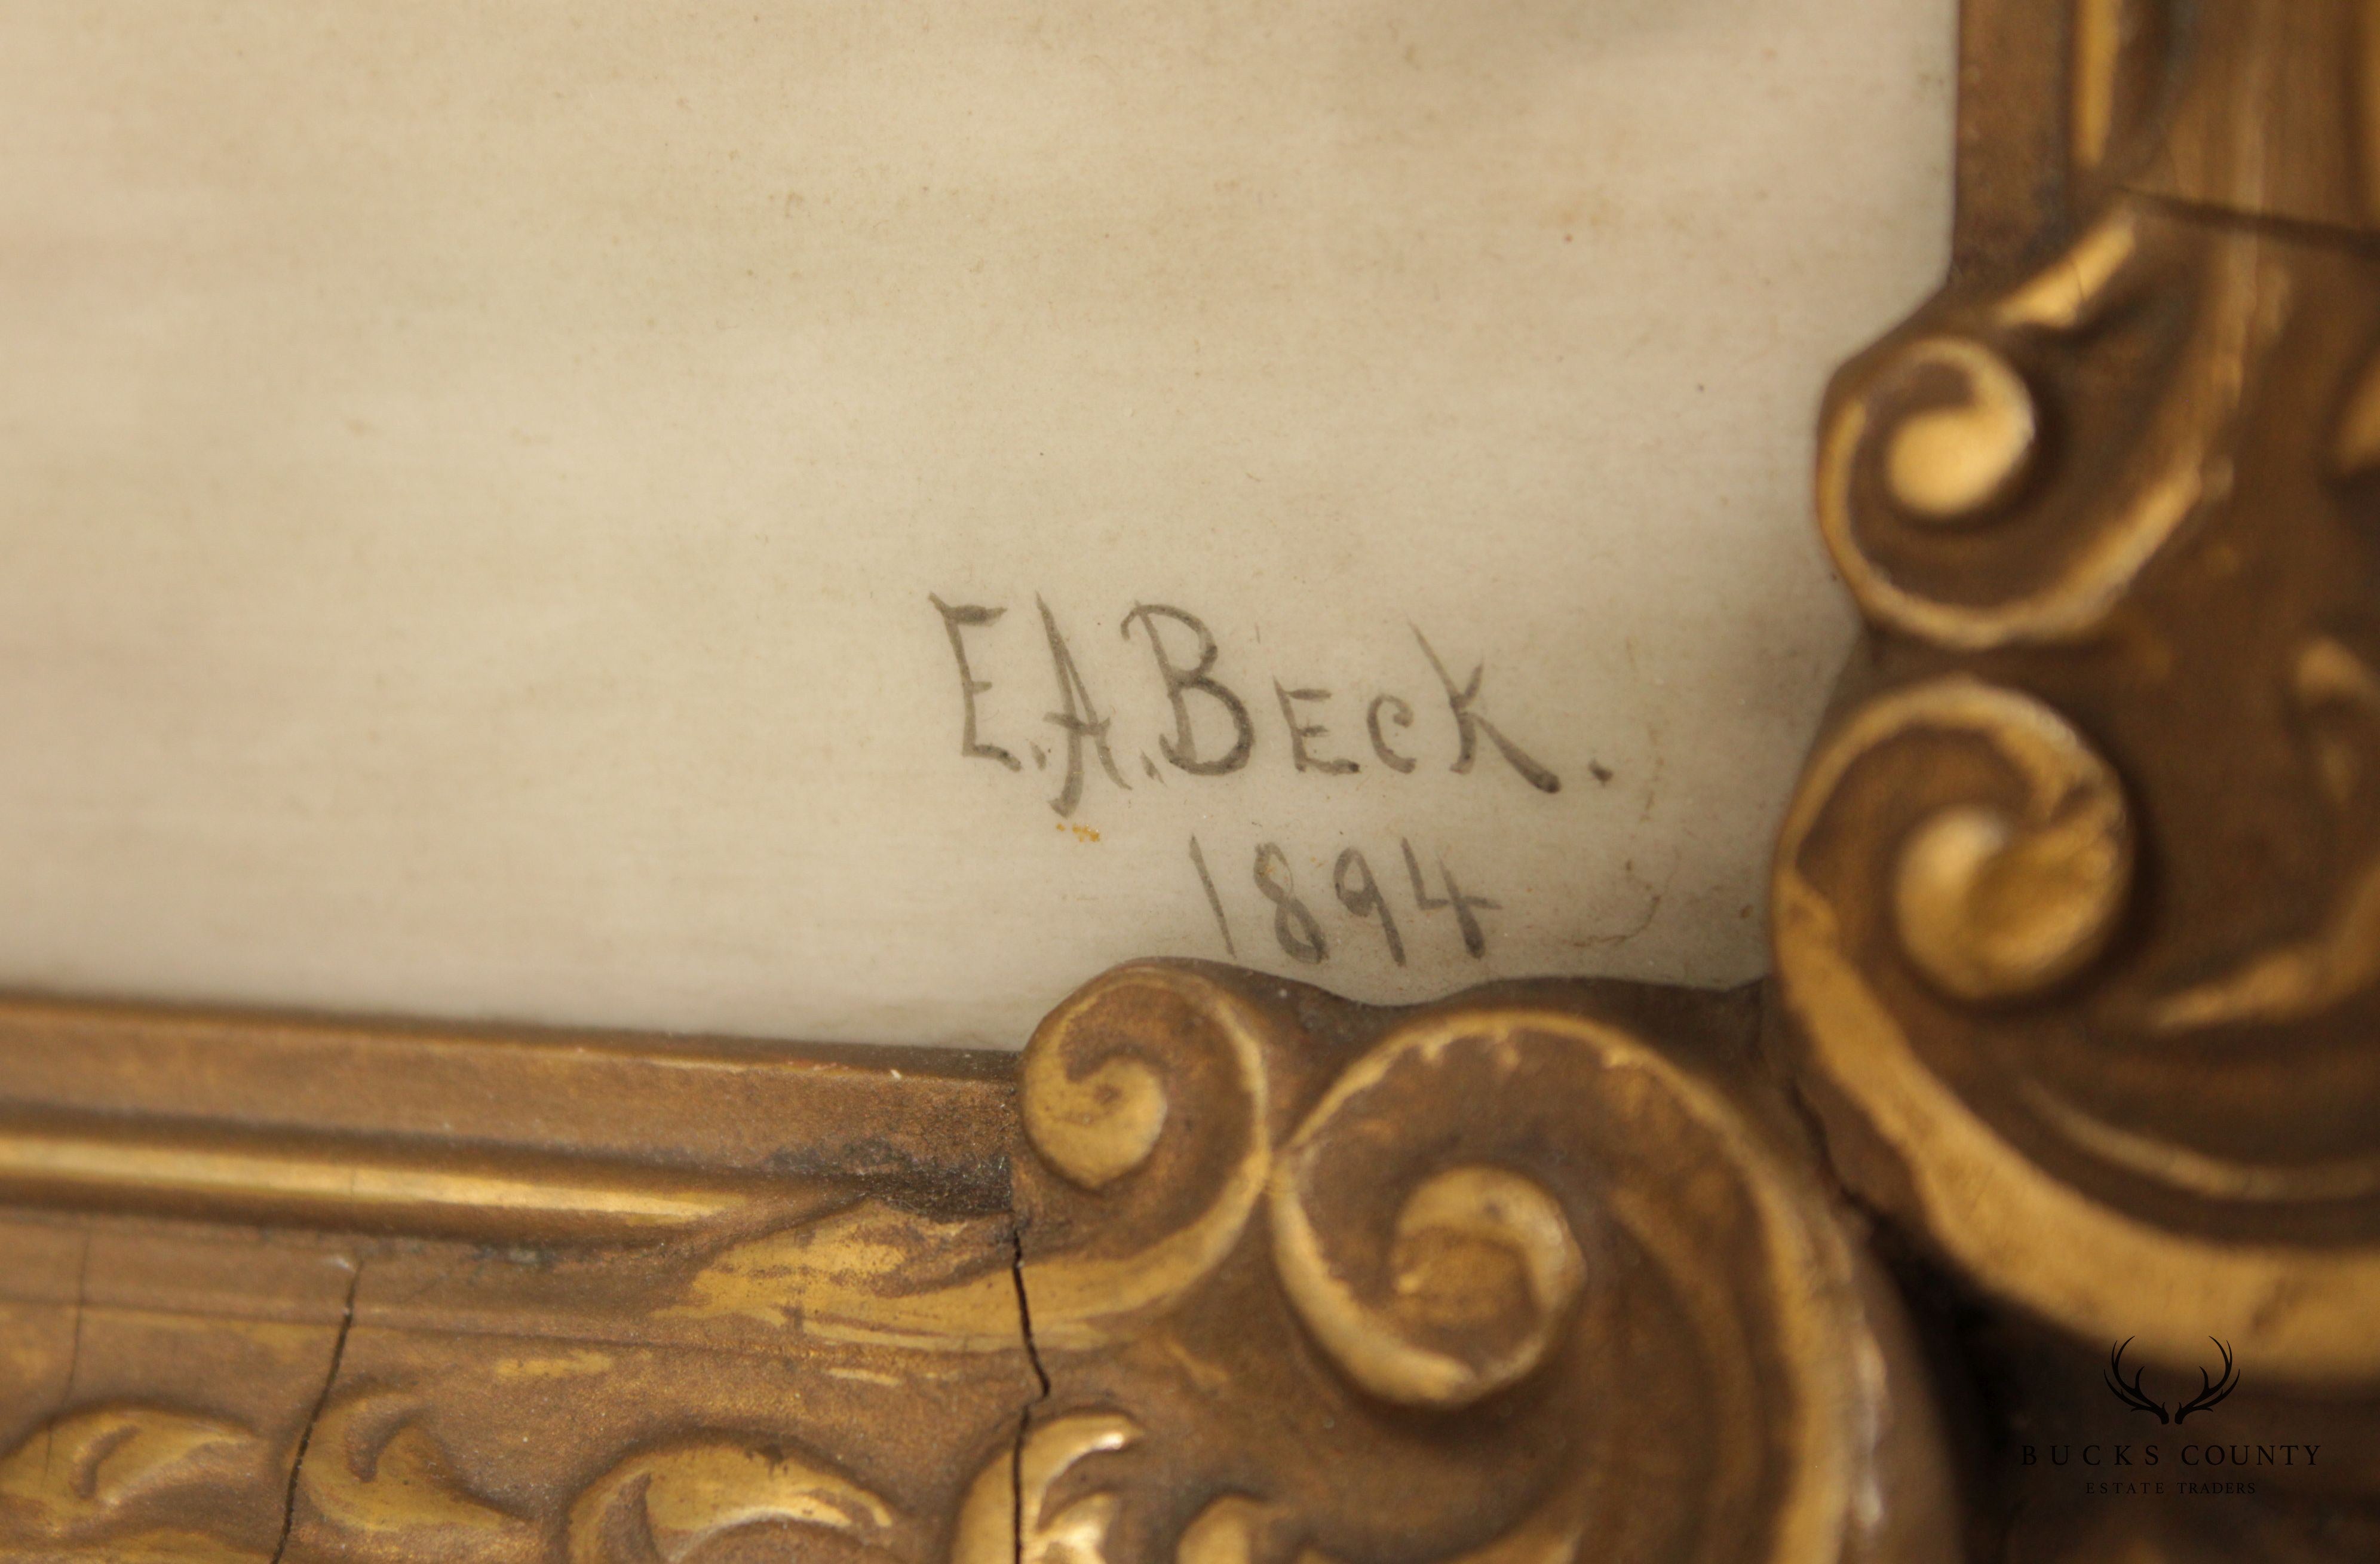 E.A.BECK.
1894
BUCKS COUNTY
ESTATE TRADERS